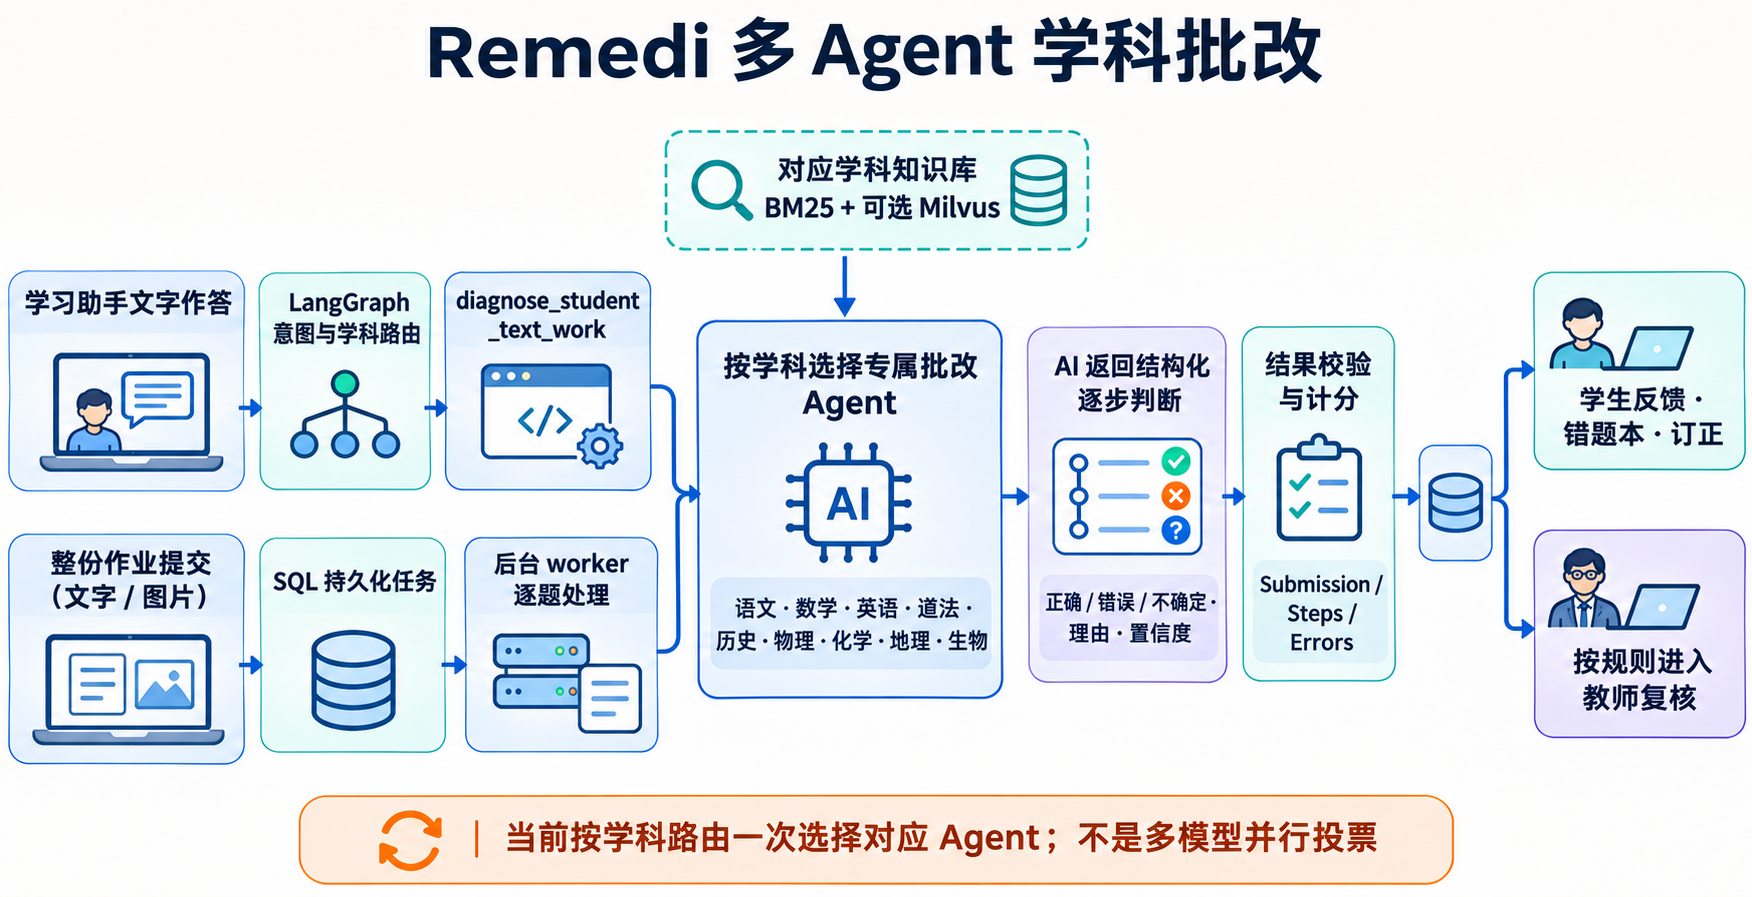 Remedi 多 Agent 学科批改
对应学科知识库
BM25 + 可选 Milvus
学习助手文字作答
LangGraph
意图与学科路由
diagnose_student
_text_work
</>
整份作业提交
（文字 / 图片）
SQL 持久化任务
后台 worker
逐题处理
按学科选择专属批改
Agent
AI
语文 · 数学 · 英语 · 道法 ·
历史 · 物理 · 化学 · 地理 · 生物
AI 返回结构化
逐步判断
?
正确 / 错误 / 不确定 ·
理由 · 置信度
结果校验
与计分
Submission /
Steps /
Errors
学生反馈 ·
错题本 · 订正
按规则进入
教师复核
当前按学科路由一次选择对应 Agent；不是多模型并行投票